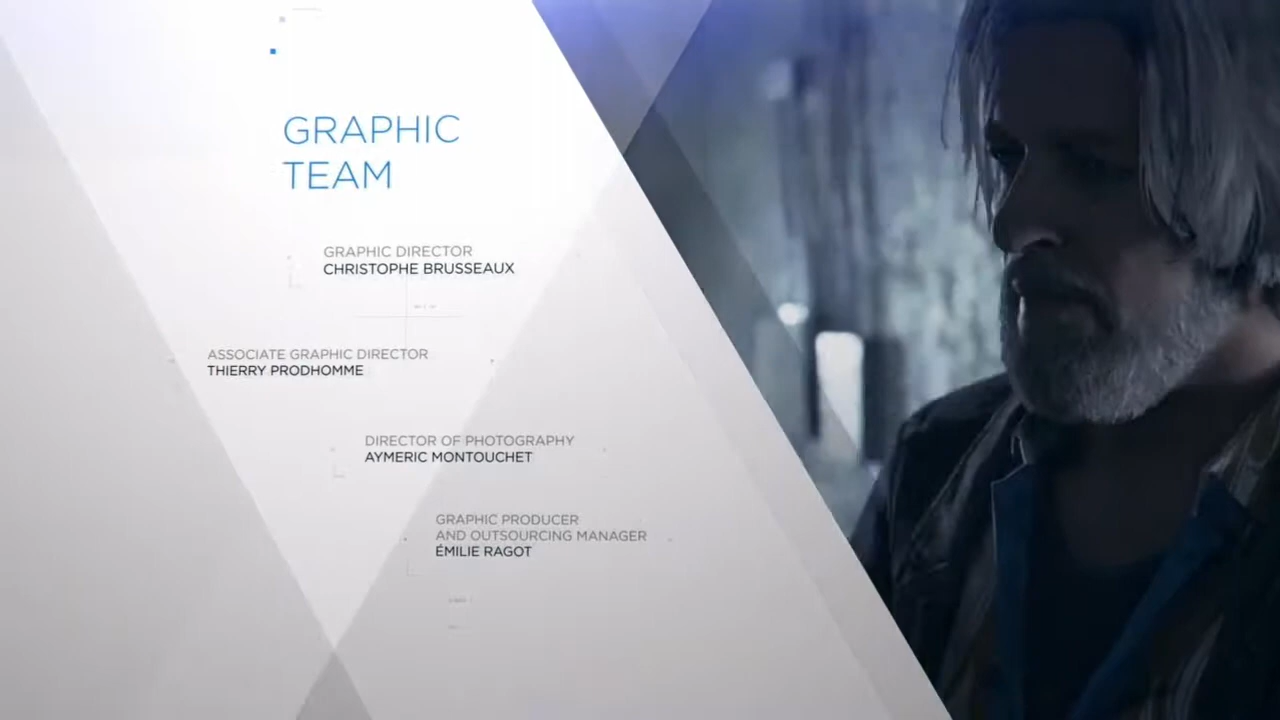 GRAPHIC
TEAM
GRAPHIC DIRECTOR
CHRISTOPHE BRUSSEAUX
ASSOCIATE GRAPHIC DIRECTOR
THIERRY PRODHOMME
DIRECTOR OF PHOTOGRAPHY
AYMERIC MONTOUCHET
GRAPHIC PRODUCER
AND OUTSOURCING MANAGER
ÉMILIE RAGOT